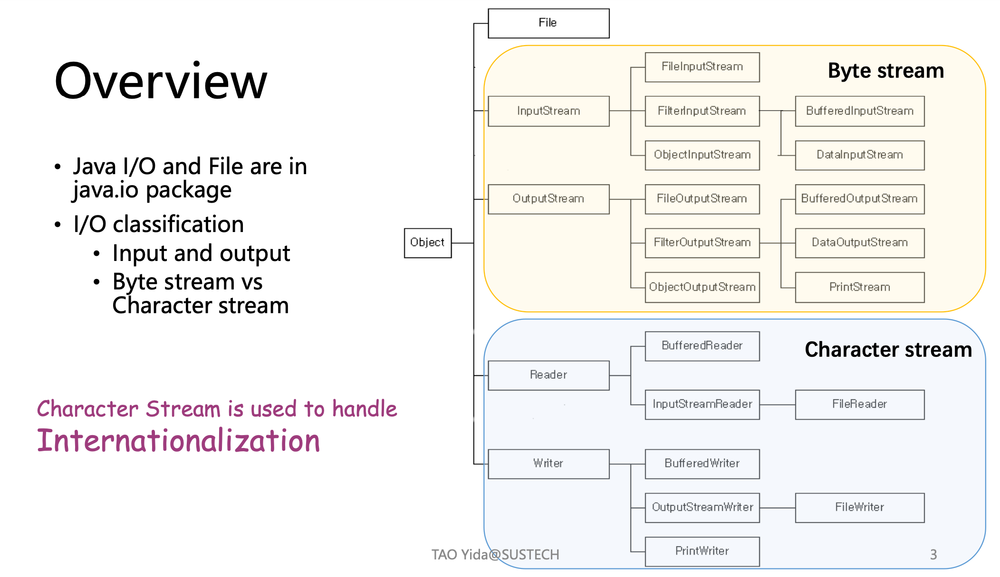 Overview
• Java I/O and File are in
java.io package
• I/O classification
• Input and output
• Byte stream vs
Character stream
Character Stream is used to handle
Internationalization
Object
File
Byte stream
InputStream
FileInputStream
FilterInputStream
ObjectInputStream
BufferedInputStream
DataInputStream
OutputStream
FileOutputStream
FilterOutputStream
ObjectOutputStream
BufferedOutputStream
DataOutputStream
PrintStream
Character stream
Reader
BufferedReader
InputStreamReader
FileReader
Writer
BufferedWriter
OutputStreamWriter
FileWriter
PrintWriter
TAO Yida@SUSTECH
3